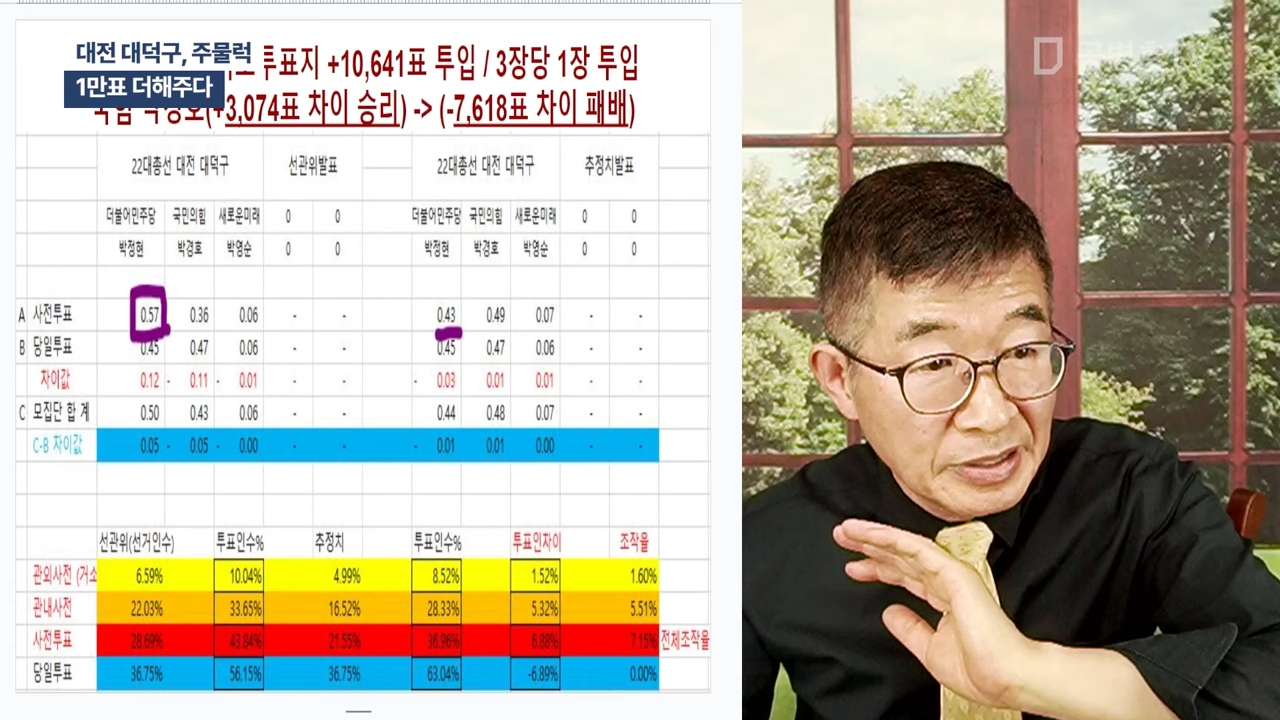 대전 대덕구, 주물럭
1만표 더해주다
투표지 +10,641표 투입 / 3장당 1장 투입
3,074표 차이 승리) -> (-7,618표 차이 패배)
22대총선 대전 대덕구 선관위발표 22대총선 대전 대덕구 추정치발표
더불어민주당 국민의힘 새로운미래 0 0 더불어민주당 국민의힘 새로운미래 0 0
박정현 박경호 박영순 0 0 박정현 박경호 박영순 0 0
A 사전투표 0.57 0.36 0.06 - - 0.43 0.49 0.07 - -
B 당일투표 0.45 0.47 0.06 - - 0.45 0.47 0.06 - -
차이값 0.12 - 0.11 - 0.01 - - - 0.03 0.01 0.01 - -
C 모집단 합 계 0.50 0.43 0.06 - - 0.44 0.48 0.07 - -
C-B 차이값 0.05 - 0.05 - 0.00 - - - 0.01 0.01 0.00 - -
선관위(선거인수) 투표인수% 추정치 투표인수% 투표인차이 조작율
관외사전 (거소 6.59% 10.04% 4.99% 8.52% 1.52% 1.60%
관내사전 22.03% 33.65% 16.52% 28.33% 5.32% 5.51%
사전투표 28.69% 43.84% 21.55% 36.96% 6.88% 7.15% 전체조작율
당일투표 36.75% 56.15% 36.75% 63.04% -6.89% 0.00%